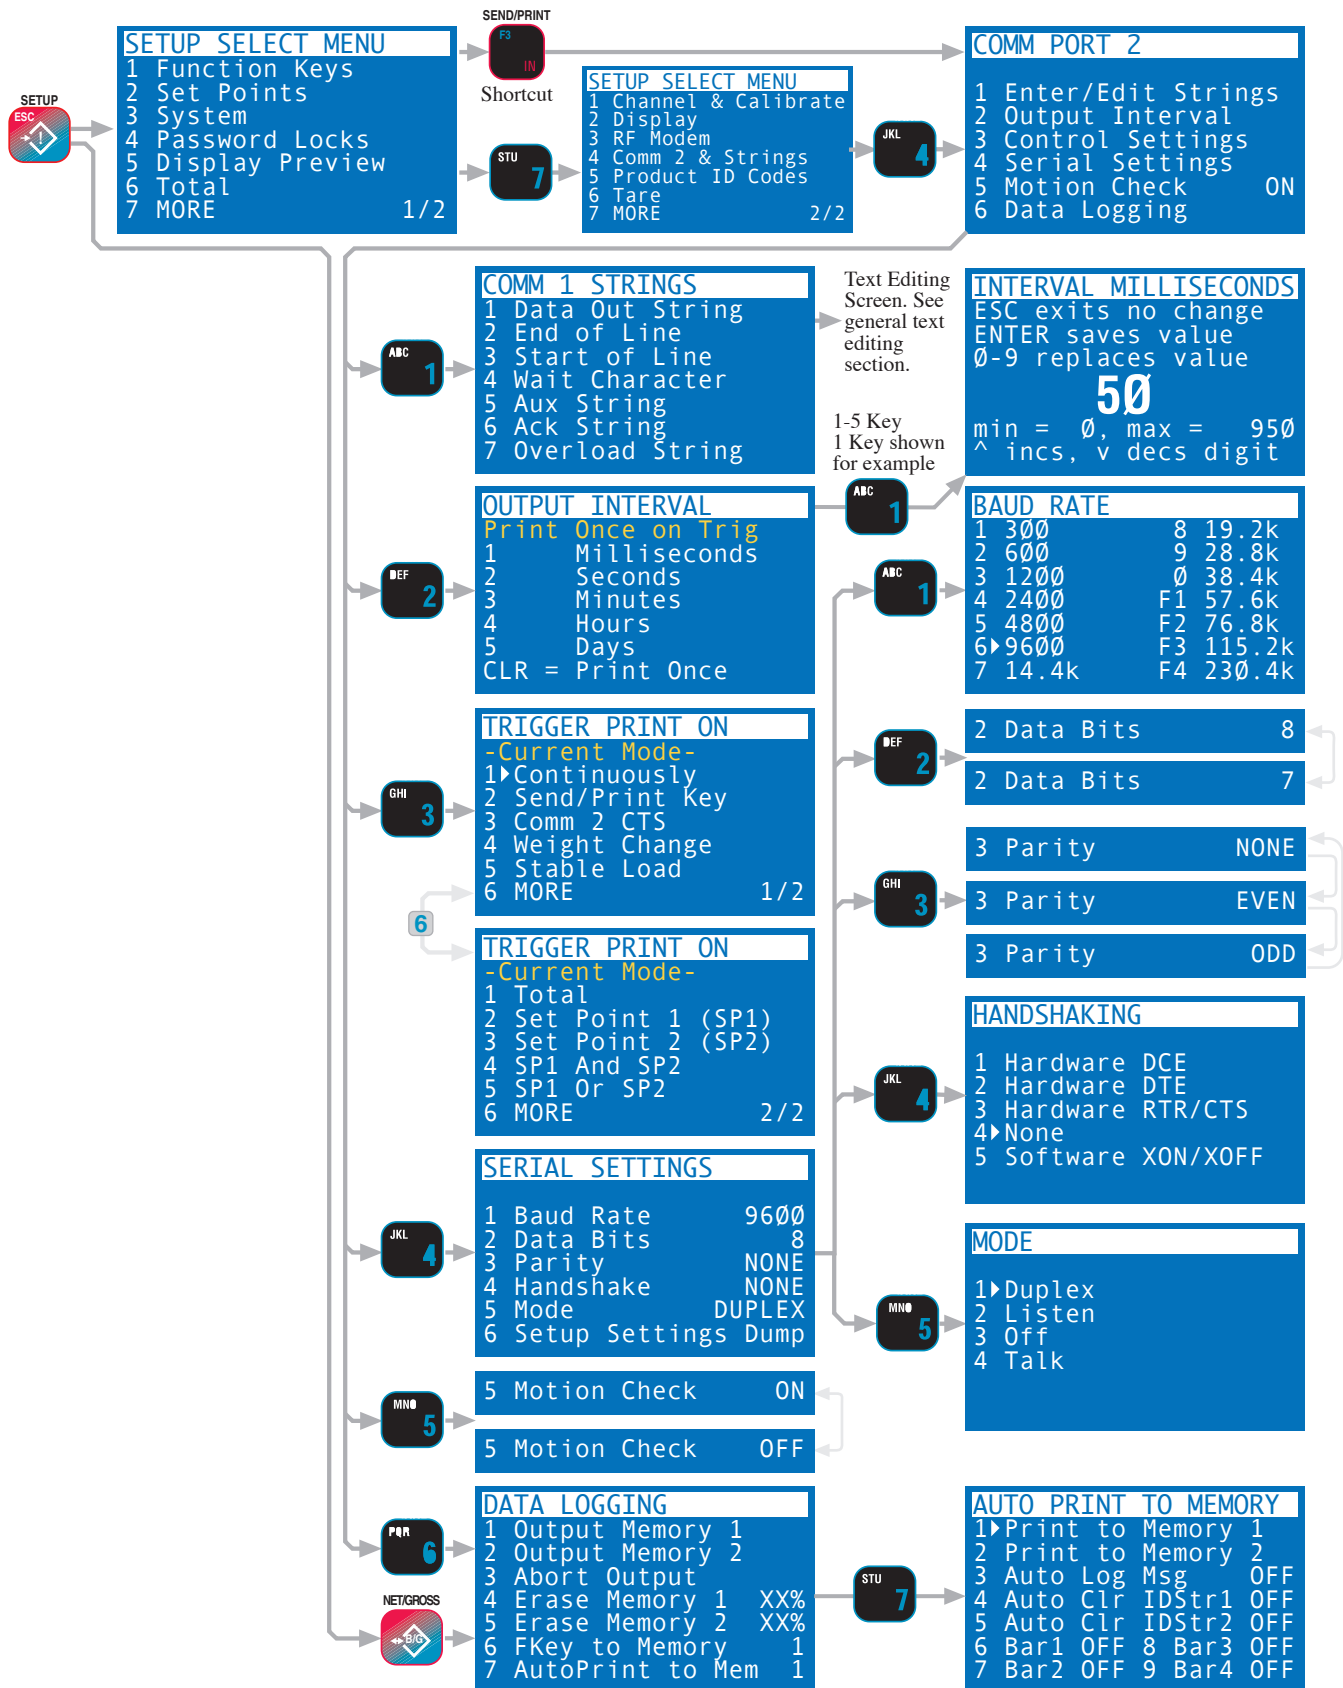 SETUP
ESC
SETUP SELECT MENU
1 Function Keys
2 Set Points
3 System
4 Password Locks
5 Display Preview
6 Total
7 MORE 1/2
SEND/PRINT
F3
IN
Shortcut
STU
7
SETUP SELECT MENU
1 Channel & Calibrate
2 Display
3 RF Modem
4 Comm 2 & Strings
5 Product ID Codes
6 Tare
7 MORE 2/2
JKL
4
COMM PORT 2
1 Enter/Edit Strings
2 Output Interval
3 Control Settings
4 Serial Settings
5 Motion Check ON
6 Data Logging
ABC
1
COMM 1 STRINGS
1 Data Out String
2 End of Line
3 Start of Line
4 Wait Character
5 Aux String
6 Ack String
7 Overload String
Text Editing
Screen. See
general text
editing
section.
1-5 Key
1 Key shown
for example
ABC
1
INTERVAL MILLISECONDS
ESC exits no change
ENTER saves value
Ø-9 replaces value
5Ø
min = Ø, max = 95Ø
^ incs, v decs digit
DEF
2
OUTPUT INTERVAL
Print Once on Trig
1 Milliseconds
2 Seconds
3 Minutes
4 Hours
5 Days
CLR = Print Once
ABC
1
BAUD RATE
1 3ØØ 8 19.2k
2 6ØØ 9 28.8k
3 12ØØ Ø 38.4k
4 24ØØ F1 57.6k
5 48ØØ F2 76.8k
6▸96ØØ F3 115.2k
7 14.4k F4 23Ø.4k
GHI
3
TRIGGER PRINT ON
-Current Mode-
1▸Continuously
2 Send/Print Key
3 Comm 2 CTS
4 Weight Change
5 Stable Load
6 MORE 1/2
6
TRIGGER PRINT ON
-Current Mode-
1 Total
2 Set Point 1 (SP1)
3 Set Point 2 (SP2)
4 SP1 And SP2
5 SP1 Or SP2
6 MORE 2/2
DEF
2
2 Data Bits 8
2 Data Bits 7
GHI
3
3 Parity NONE
3 Parity EVEN
3 Parity ODD
JKL
4
HANDSHAKING
1 Hardware DCE
2 Hardware DTE
3 Hardware RTR/CTS
4▸None
5 Software XON/XOFF
JKL
4
SERIAL SETTINGS
1 Baud Rate 96ØØ
2 Data Bits 8
3 Parity NONE
4 Handshake NONE
5 Mode DUPLEX
6 Setup Settings Dump
MNO
5
MODE
1▸Duplex
2 Listen
3 Off
4 Talk
MNO
5
5 Motion Check ON
5 Motion Check OFF
PQR
6
NET/GROSS
B/G
DATA LOGGING
1 Output Memory 1
2 Output Memory 2
3 Abort Output
4 Erase Memory 1 XX%
5 Erase Memory 2 XX%
6 FKey to Memory 1
7 AutoPrint to Mem 1
STU
7
AUTO PRINT TO MEMORY
1▸Print to Memory 1
2 Print to Memory 2
3 Auto Log Msg OFF
4 Auto Clr IDStr1 OFF
5 Auto Clr IDStr2 OFF
6 Bar1 OFF 8 Bar3 OFF
7 Bar2 OFF 9 Bar4 OFF